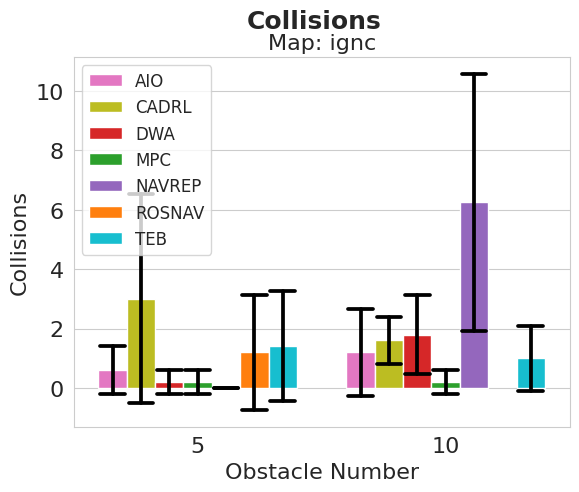 Collisions
Map: ignc
AIO
CADRL
DWA
MPC
NAVREP
ROSNAV
TEB
10
8
6
4
2
0
Collisions
5 10
Obstacle Number